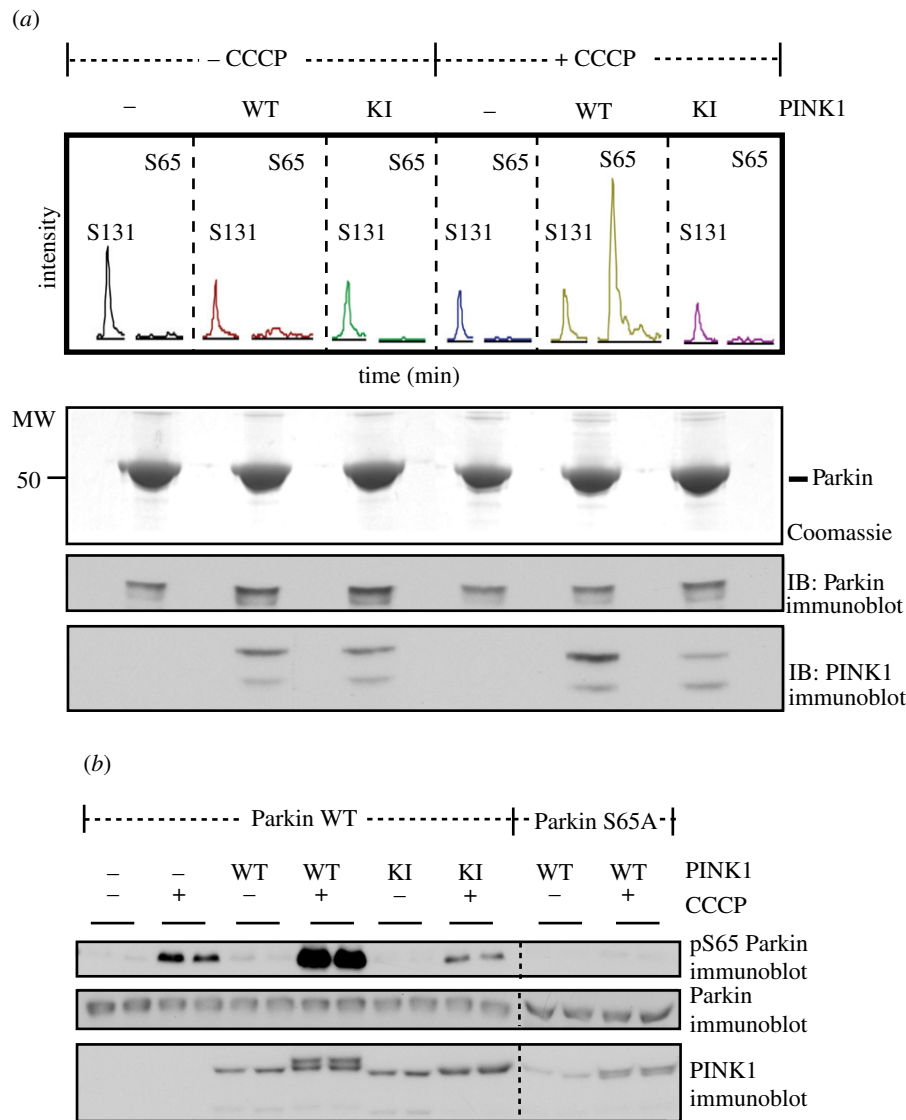 (a)
– CCCP + CCCP
– WT KI – WT KI PINK1
S65 S65 S65 S65 S65 S65
S131 S131 S131 S131 S131 S131
intensity
time (min)
MW
50 Parkin
Coomassie
IB: Parkin
immunoblot
IB: PINK1
immunoblot
(b)
Parkin WT Parkin S65A
– – WT WT KI KI WT WT PINK1
– + – + – + – + CCCP
pS65 Parkin
immunoblot
Parkin
immunoblot
PINK1
immunoblot